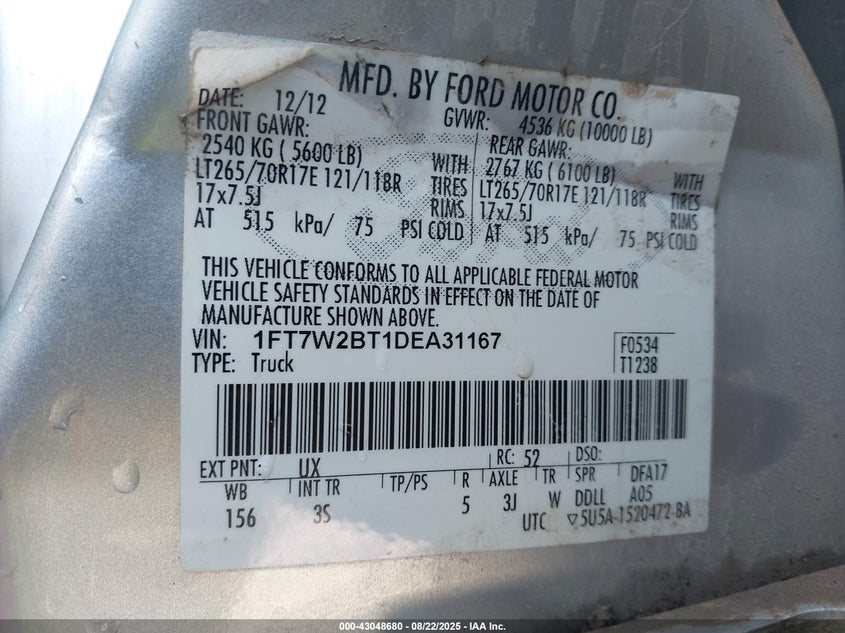 MFD. BY FORD MOTOR CO.
DATE: 12/12 GVWR: 4536 KG (10000 LB)
FRONT GAWR: REAR GAWR:
2540 KG ( 5600 LB) WITH 2767 KG ( 6100 LB) WITH
LT265/70R17E 121/118R TIRES LT265/70R17E 121/118R TIRES
17x7.5J RIMS 17x7.5J RIMS
AT 515 kPa/ 75 PSI COLD AT 515 kPa/ 75 PSI COLD
THIS VEHICLE CONFORMS TO ALL APPLICABLE FEDERAL MOTOR
VEHICLE SAFETY STANDARDS IN EFFECT ON THE DATE OF
MANUFACTURE SHOWN ABOVE.
VIN: 1FT7W2BT1DEA31167 F0534
TYPE: Truck T1238
EXT PNT: UX RC: 52 DSO:
WB INT TR TP/PS R AXLE TR SPR DFA17
156 3S 5 3J W DDLL A05
UTC 5U5A-1520472-BA
000-43048680 - 08/22/2025 - IAA Inc.